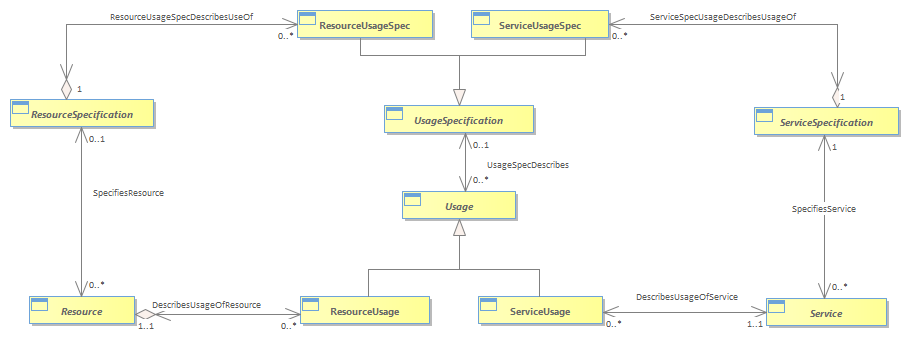 ResourceUsageSpecDescribesUseOf
ServiceSpecUsageDescribesUsageOf
ResourceUsageSpec
ServiceUsageSpec
0..*
0..*
1
1
ResourceSpecification
UsageSpecification
ServiceSpecification
0..1
0..1
1
UsageSpecDescribes
0..*
SpecifiesResource
Usage
SpecifiesService
0..*
0..*
DescribesUsageOfResource
DescribesUsageOfService
Resource
ResourceUsage
ServiceUsage
Service
1..1
0..*
0..*
1..1